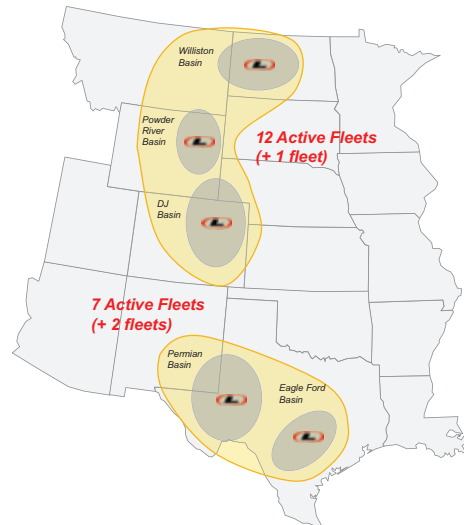 Williston
Basin
Powder
River
Basin
12 Active Fleets
(+ 1 fleet)
DJ
Basin
7 Active Fleets
(+ 2 fleets)
Permian
Basin
Eagle Ford
Basin
L
L
L
L
L